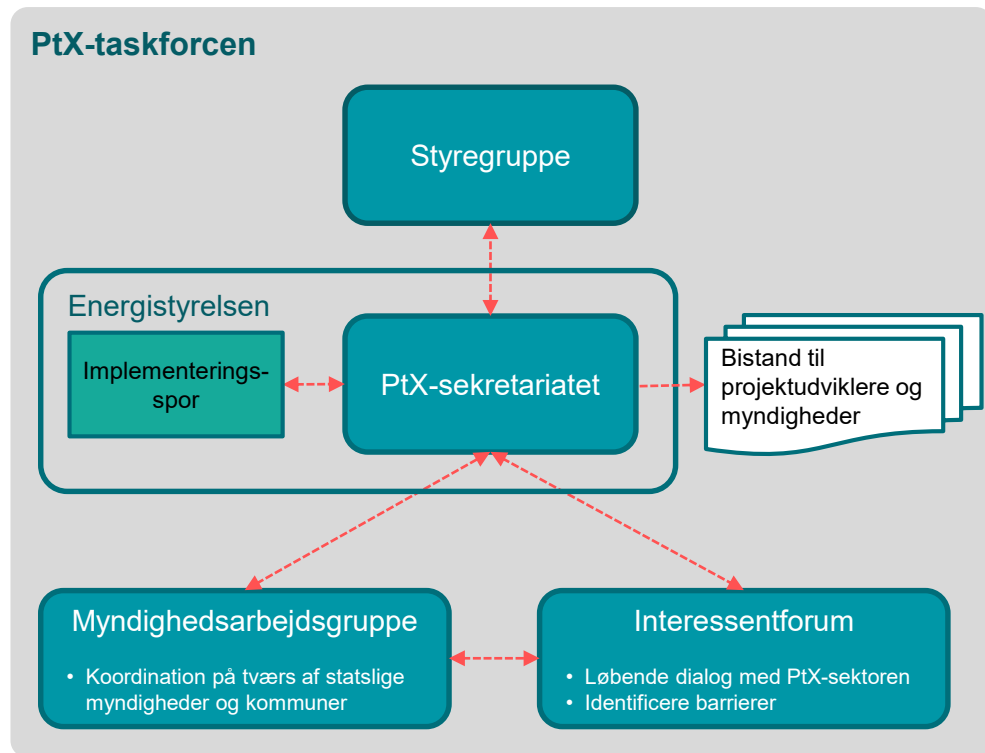 PtX-taskforcen
Styregruppe
Energistyrelsen
Implementerings-
spor
PtX-sekretariatet
Bistand til
projektudviklere og
myndigheder
Myndighedsarbejdsgruppe
• Koordination på tværs af statslige
myndigheder og kommuner
Interessentforum
• Løbende dialog med PtX-sektoren
• Identificere barrierer